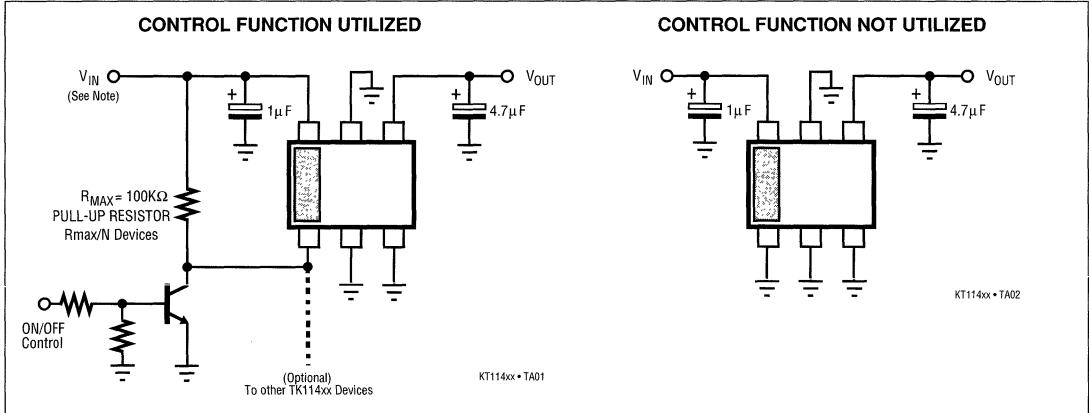 CONTROL FUNCTION UTILIZED
V_IN
(See Note)
+
1μF
V_OUT
+
4.7μF
R_MAX = 100KΩ
PULL-UP RESISTOR
Rmax/N Devices
ON/OFF
Control
(Optional)
To other TK114xx Devices
KT114xx • TA01
CONTROL FUNCTION NOT UTILIZED
V_IN
+
1μF
V_OUT
+
4.7μF
KT114xx • TA02